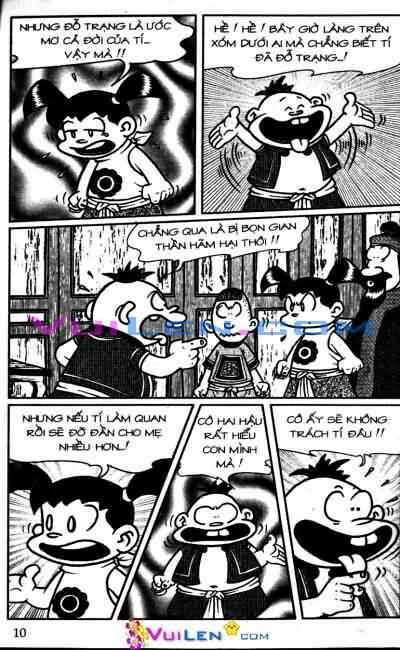 NHƯNG ĐỖ TRẠNG LÀ ƯỚC
MƠ CẢ ĐỜI CỦA TÍ...
VẬY MÀ !!
HỀ ! HỀ ! BÂY GIỜ LÀNG TRÊN
XÓM DƯỚI AI MÀ CHẲNG BIẾT TÍ
ĐÃ ĐỖ TRẠNG...!
CHẲNG QUA LÀ BỊ BỌN GIAN
THẦN HÃM HẠI THÔI !!
VUILEN.COM
NHƯNG NẾU TÍ LÀM QUAN
RỒI SẼ ĐỠ ĐẦN CHO MẸ
NHIỀU HƠN..!
CÔ HAI HẬU
RẤT HIỂU
CON MÌNH
MÀ !
CÔ ẤY SẼ KHÔNG
TRÁCH TÍ ĐÂU !!
10
VUILEN.COM